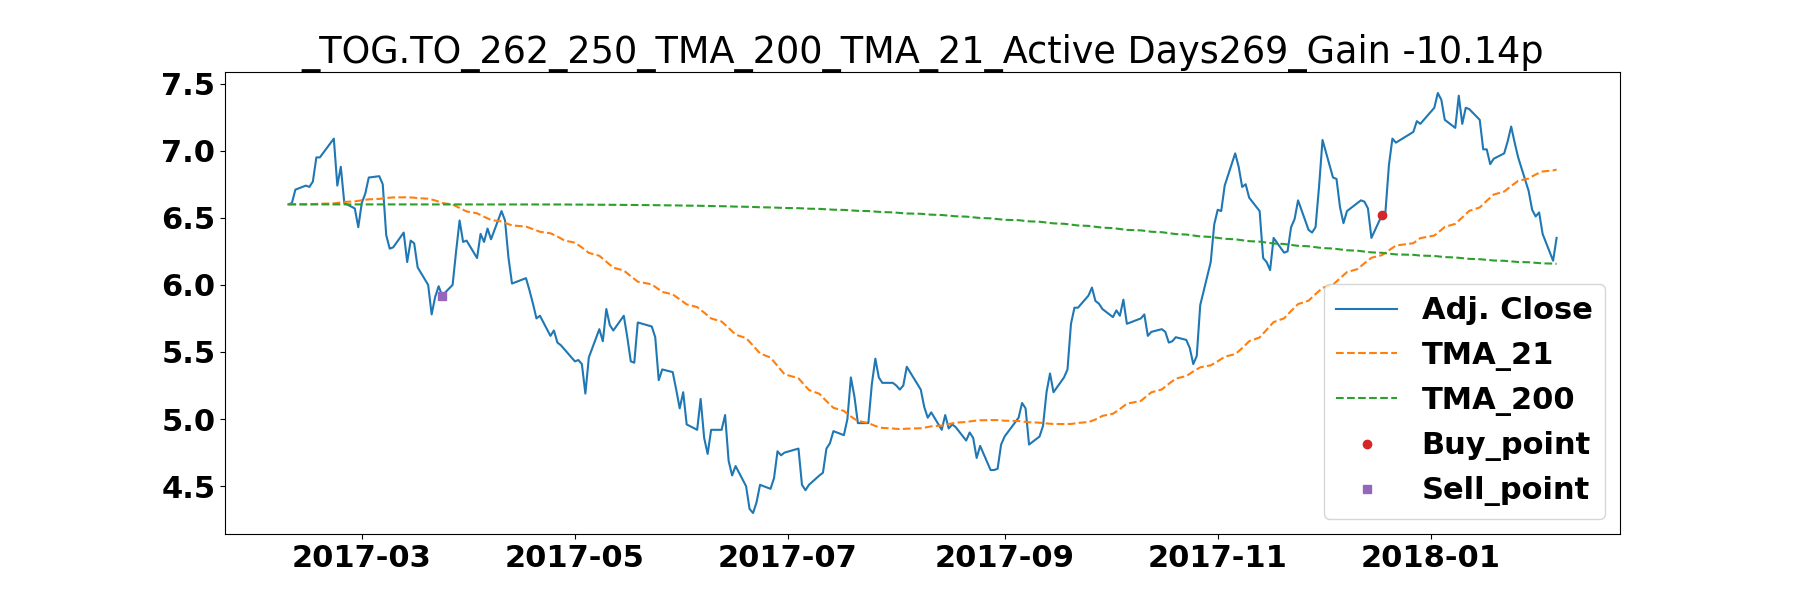 _TOG.TO_262_250_TMA_200_TMA_21_Active Days269_Gain -10.14p
7.5
7.0
6.5
6.0
5.5
5.0
4.5
2017-03 2017-05 2017-07 2017-09 2017-11 2018-01
Adj. Close
TMA_21
TMA_200
Buy_point
Sell_point